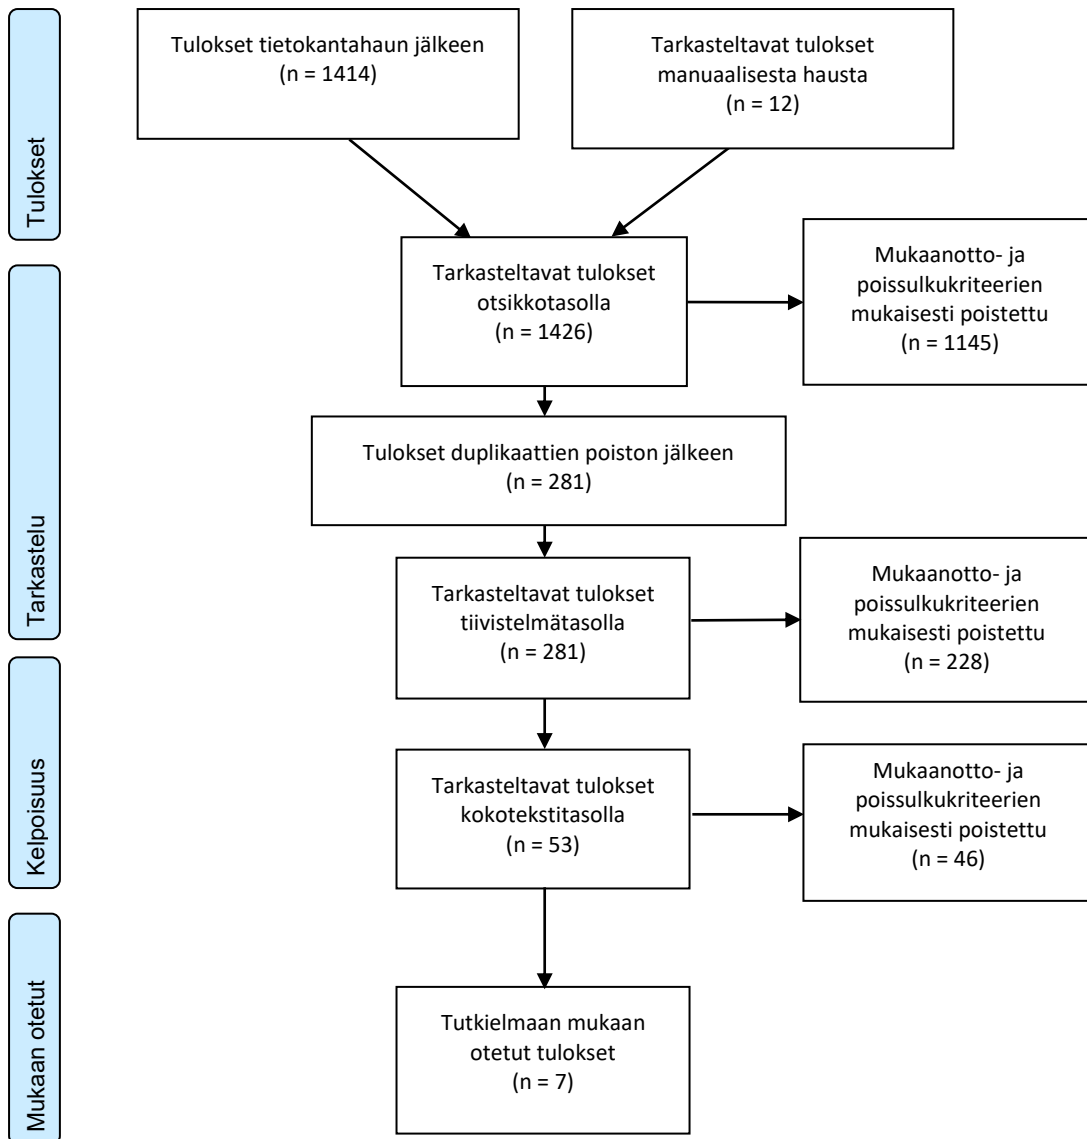 Tulokset
Tulokset tietokantahaun jälkeen
(n = 1414)
Tarkasteltavat tulokset
manuaalisesta hausta
(n = 12)
Tarkasteltavat tulokset
otsikkotasolla
(n = 1426)
Mukaanotto- ja
poissulkukriteerien
mukaisesti poistettu
(n = 1145)
Tarkastelu
Tulokset duplikaattien poiston jälkeen
(n = 281)
Tarkasteltavat tulokset
tiivistelmätasolla
(n = 281)
Mukaanotto- ja
poissulkukriteerien
mukaisesti poistettu
(n = 228)
Kelpoisuus
Tarkasteltavat tulokset
kokotekstitasolla
(n = 53)
Mukaanotto- ja
poissulkukriteerien
mukaisesti poistettu
(n = 46)
Mukaan otetut
Tutkielmaan mukaan
otetut tulokset
(n = 7)